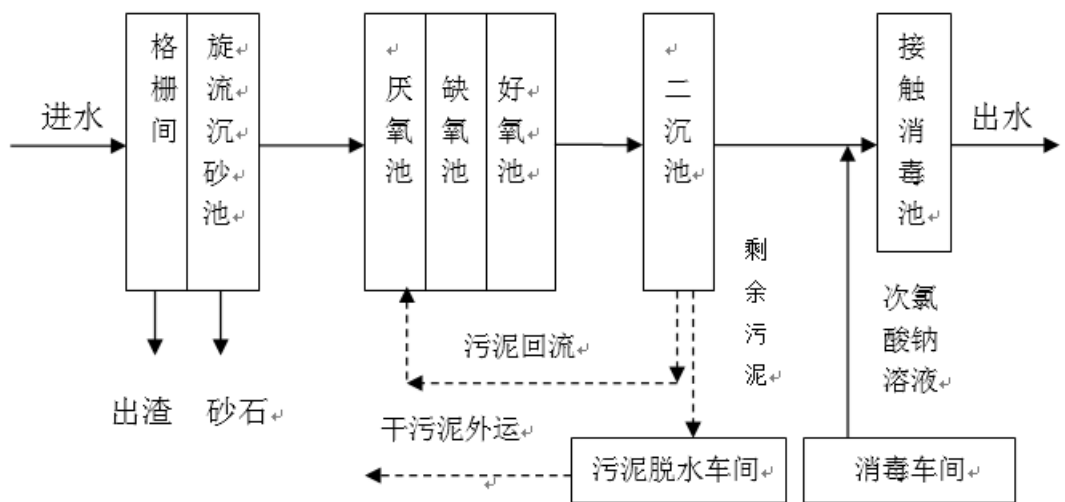 进水
格栅间
旋流沉砂池
厌氧池
缺氧池
好氧池
二沉池
接触消毒池
出水
出渣
砂石
污泥回流
剩余污泥
次氯
酸钠
溶液
干污泥外运
污泥脱水车间
消毒车间